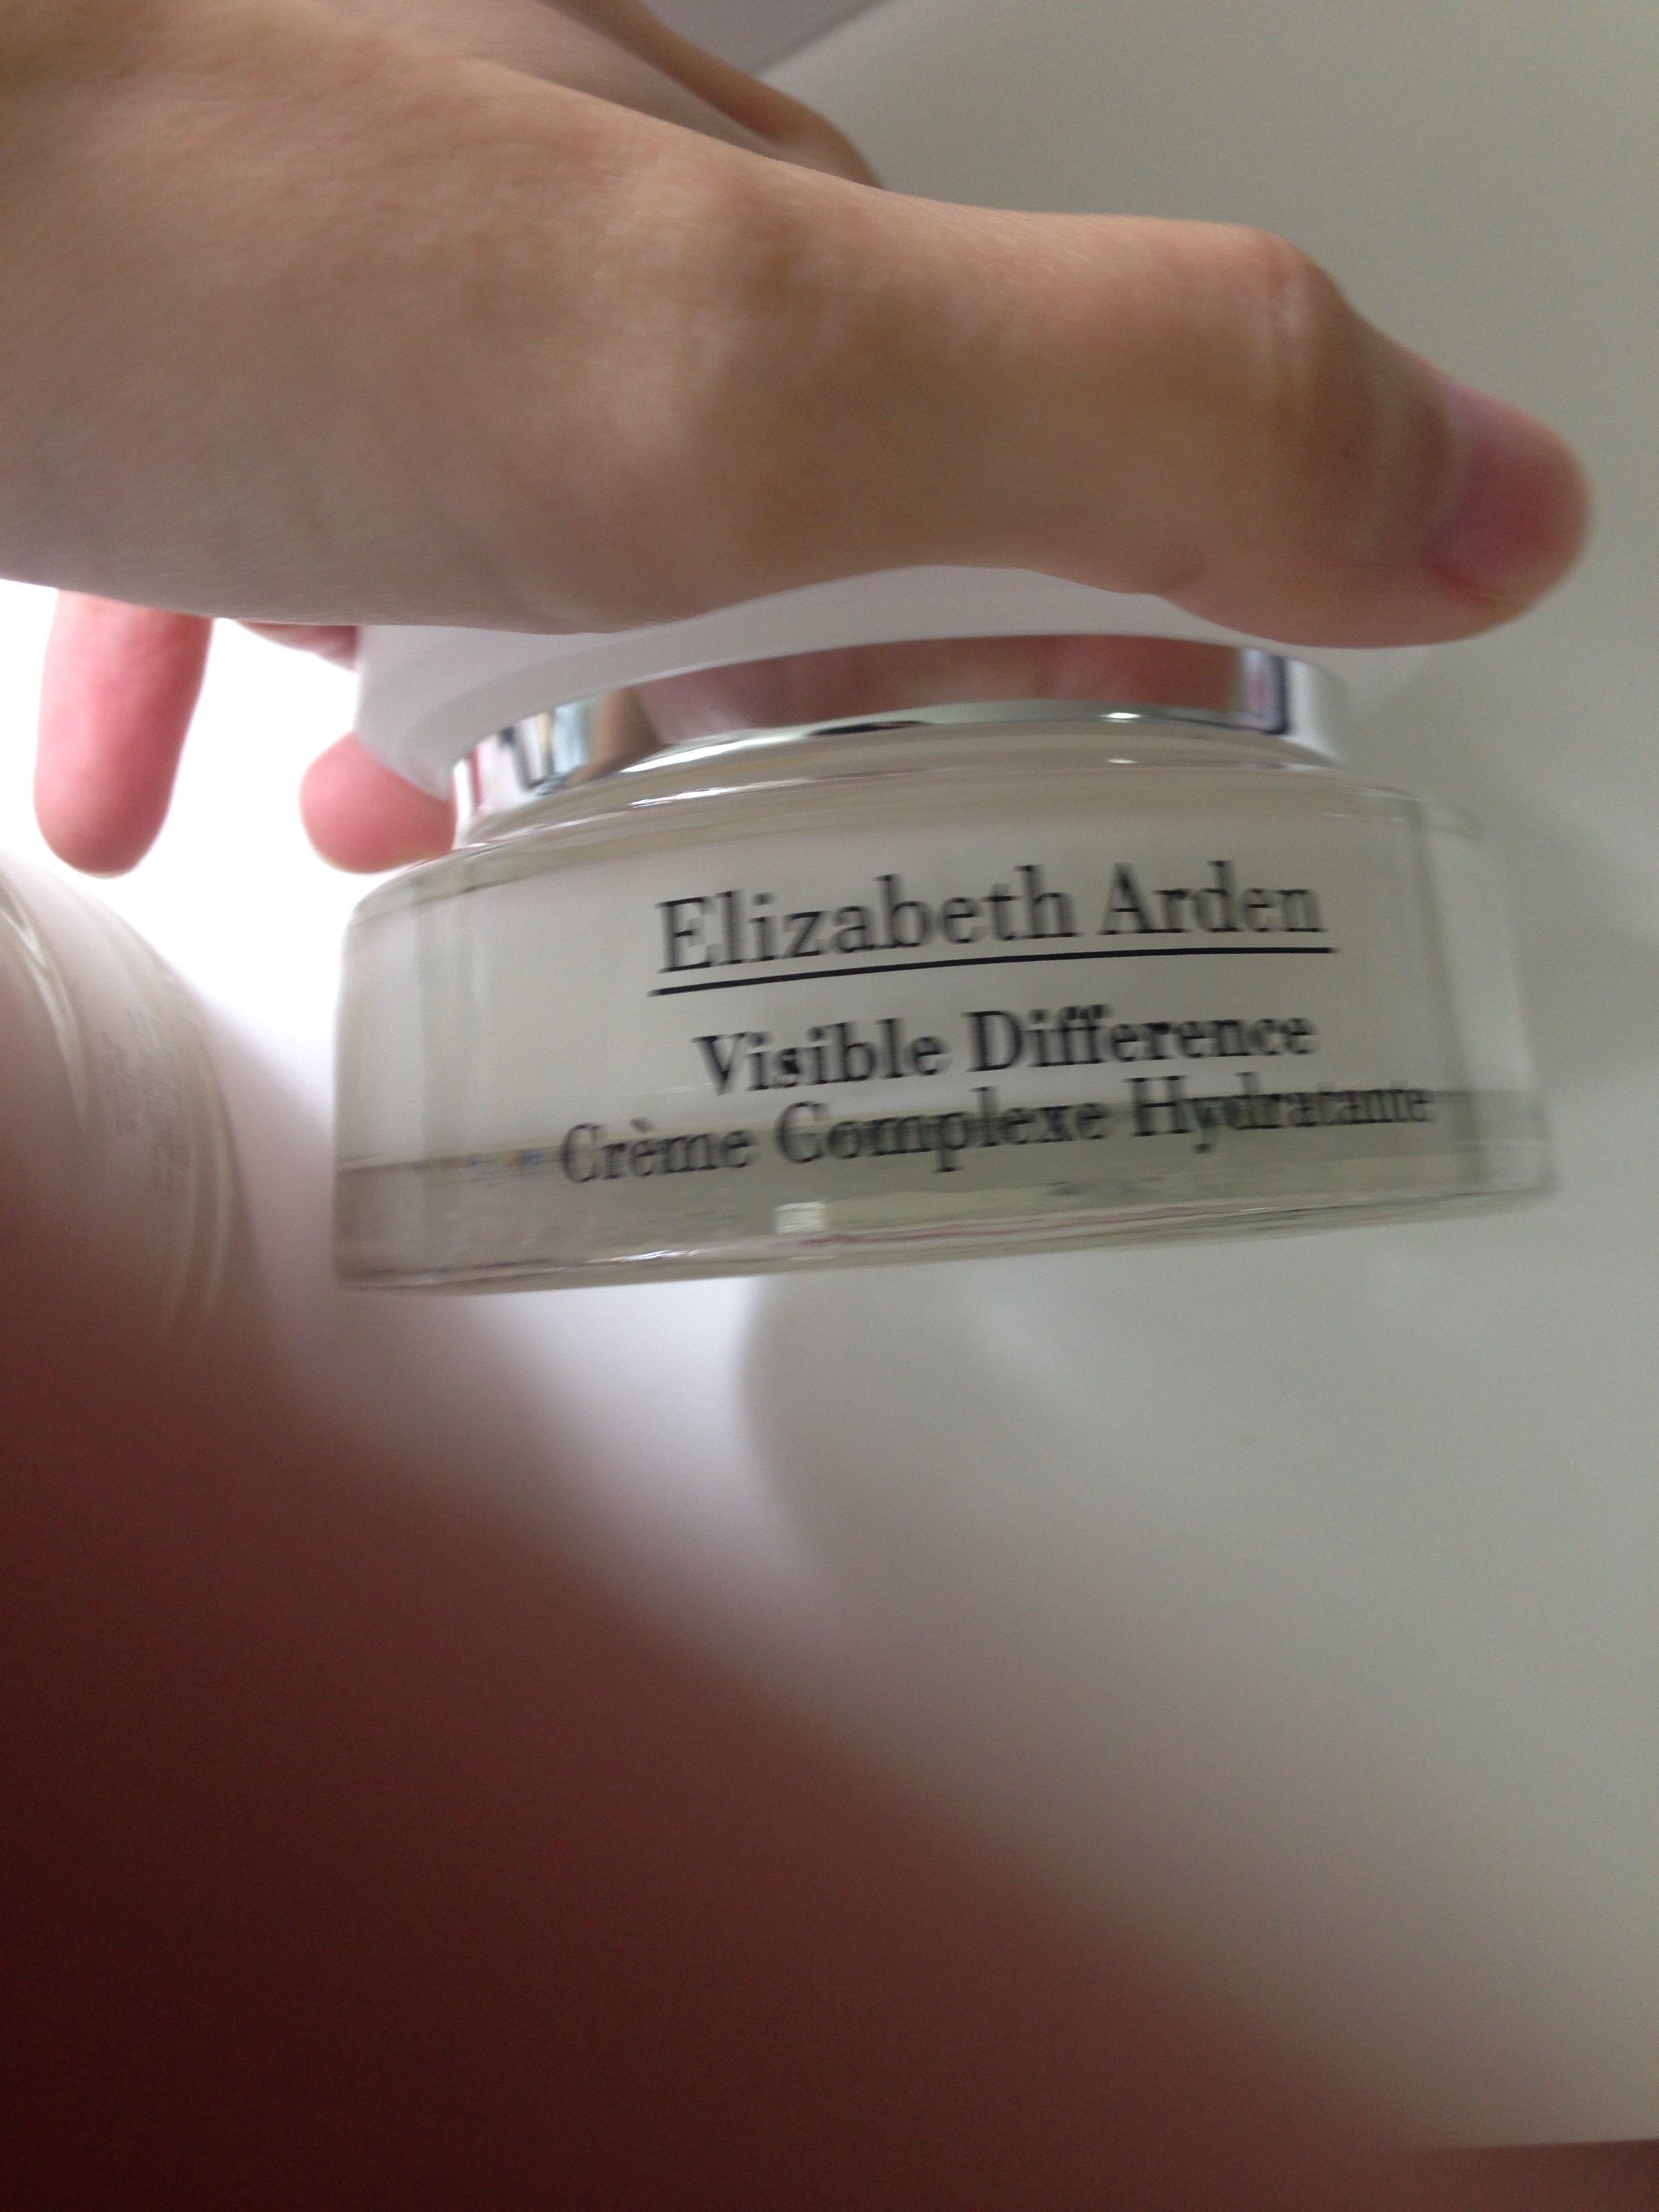 Elizabeth Arden
Visible Difference
Crème Complexe Hydratante